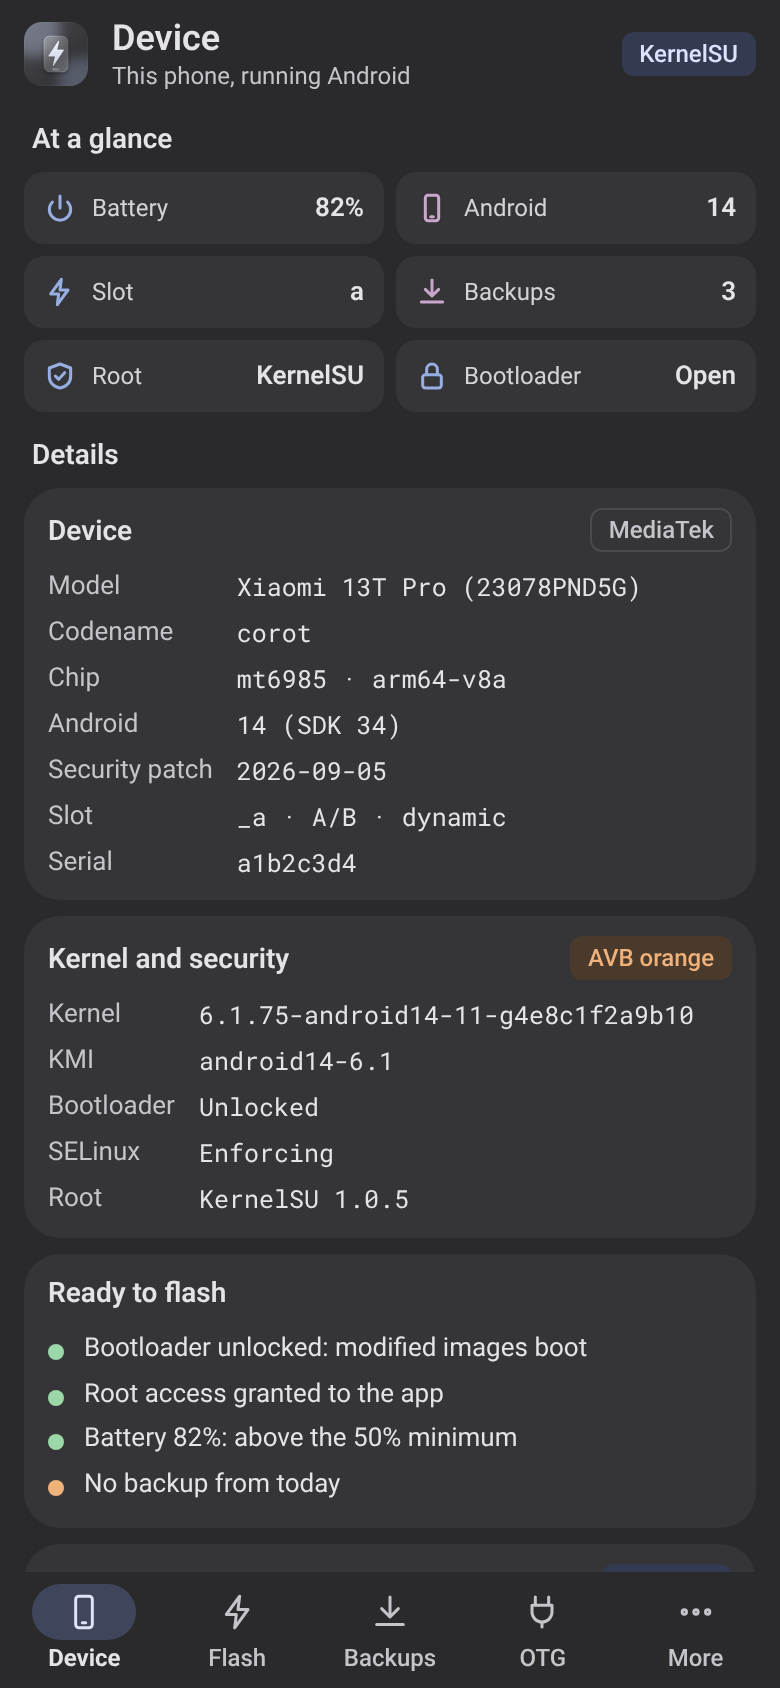 Device
This phone, running Android
KernelSU
At a glance
Battery 82%
Android 14
Slot a
Backups 3
Root KernelSU
Bootloader Open
Details
Device MediaTek
Model Xiaomi 13T Pro (23078PND5G)
Codename corot
Chip mt6985 · arm64-v8a
Android 14 (SDK 34)
Security patch 2026-09-05
Slot _a · A/B · dynamic
Serial a1b2c3d4
Kernel and security AVB orange
Kernel 6.1.75-android14-11-g4e8c1f2a9b10
KMI android14-6.1
Bootloader Unlocked
SELinux Enforcing
Root KernelSU 1.0.5
Ready to flash
Bootloader unlocked: modified images boot
Root access granted to the app
Battery 82%: above the 50% minimum
No backup from today
Device Flash Backups OTG More